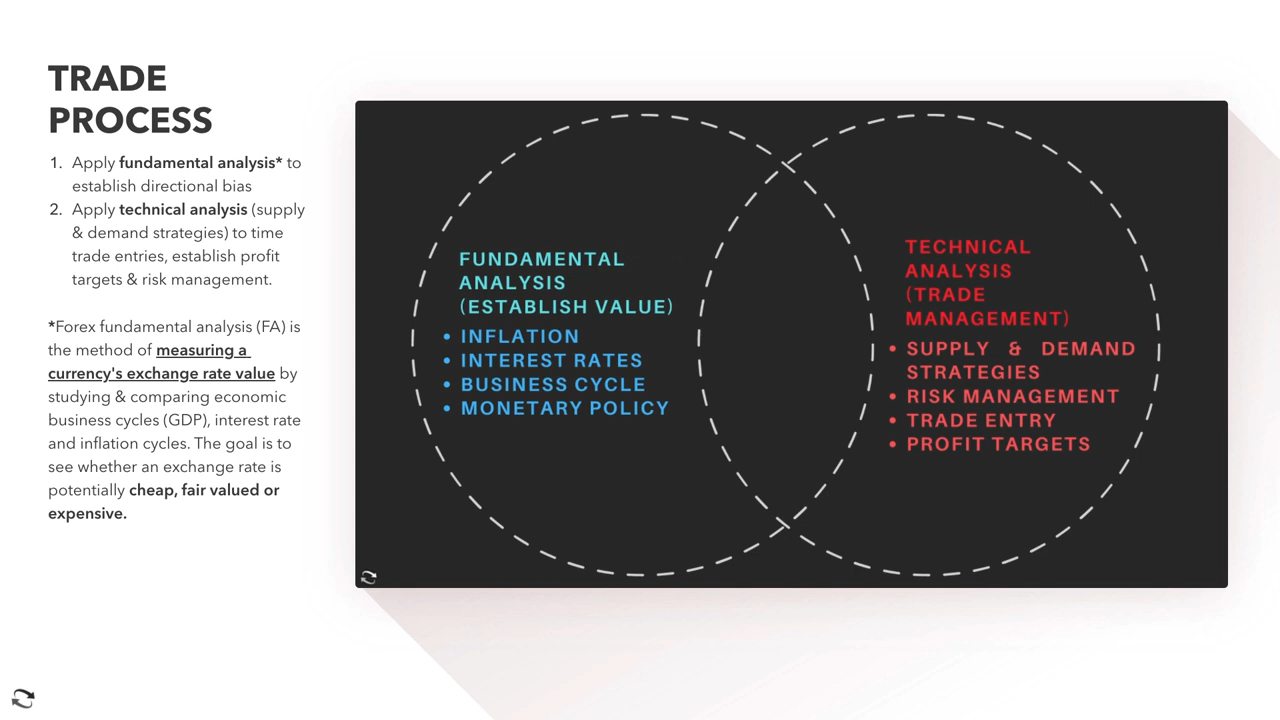 TRADE
PROCESS
1. Apply fundamental analysis* to
establish directional bias
2. Apply technical analysis (supply
& demand strategies) to time
trade entries, establish profit
targets & risk management.
*Forex fundamental analysis (FA) is
the method of measuring a
currency's exchange rate value by
studying & comparing economic
business cycles (GDP), interest rate
and inflation cycles. The goal is to
see whether an exchange rate is
potentially cheap, fair valued or
expensive.
FUNDAMENTAL
ANALYSIS
(ESTABLISH VALUE)
• INFLATION
• INTEREST RATES
• BUSINESS CYCLE
• MONETARY POLICY
TECHNICAL
ANALYSIS
(TRADE
MANAGEMENT)
• SUPPLY & DEMAND
STRATEGIES
• RISK MANAGEMENT
• TRADE ENTRY
• PROFIT TARGETS